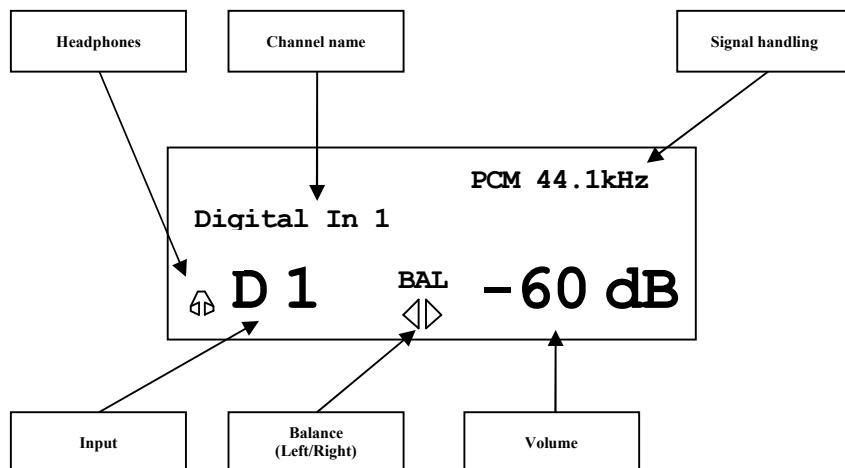 Headphones
Channel name
Signal handling
PCM 44.1kHz
Digital In 1
D 1
BAL
-60 dB
Input
Balance
(Left/Right)
Volume